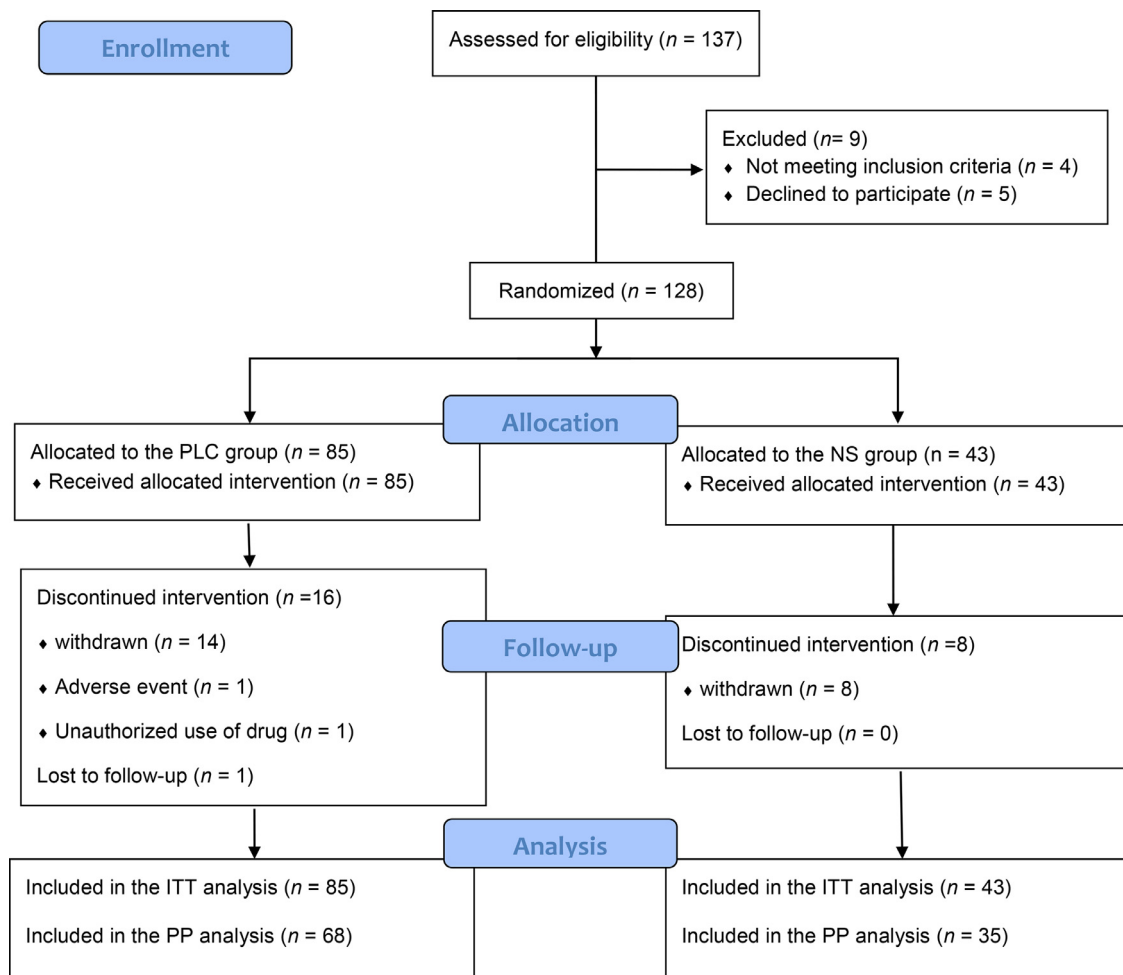 Enrollment
Assessed for eligibility (n = 137)
Excluded (n= 9)
♦ Not meeting inclusion criteria (n = 4)
♦ Declined to participate (n = 5)
Randomized (n = 128)
Allocation
Allocated to the PLC group (n = 85)
♦ Received allocated intervention (n = 85)
Allocated to the NS group (n = 43)
♦ Received allocated intervention (n = 43)
Follow-up
Discontinued intervention (n =16)
♦ withdrawn (n = 14)
♦ Adverse event (n = 1)
♦ Unauthorized use of drug (n = 1)
Lost to follow-up (n = 1)
Discontinued intervention (n =8)
♦ withdrawn (n = 8)
Lost to follow-up (n = 0)
Analysis
Included in the ITT analysis (n = 85)
Included in the PP analysis (n = 68)
Included in the ITT analysis (n = 43)
Included in the PP analysis (n = 35)